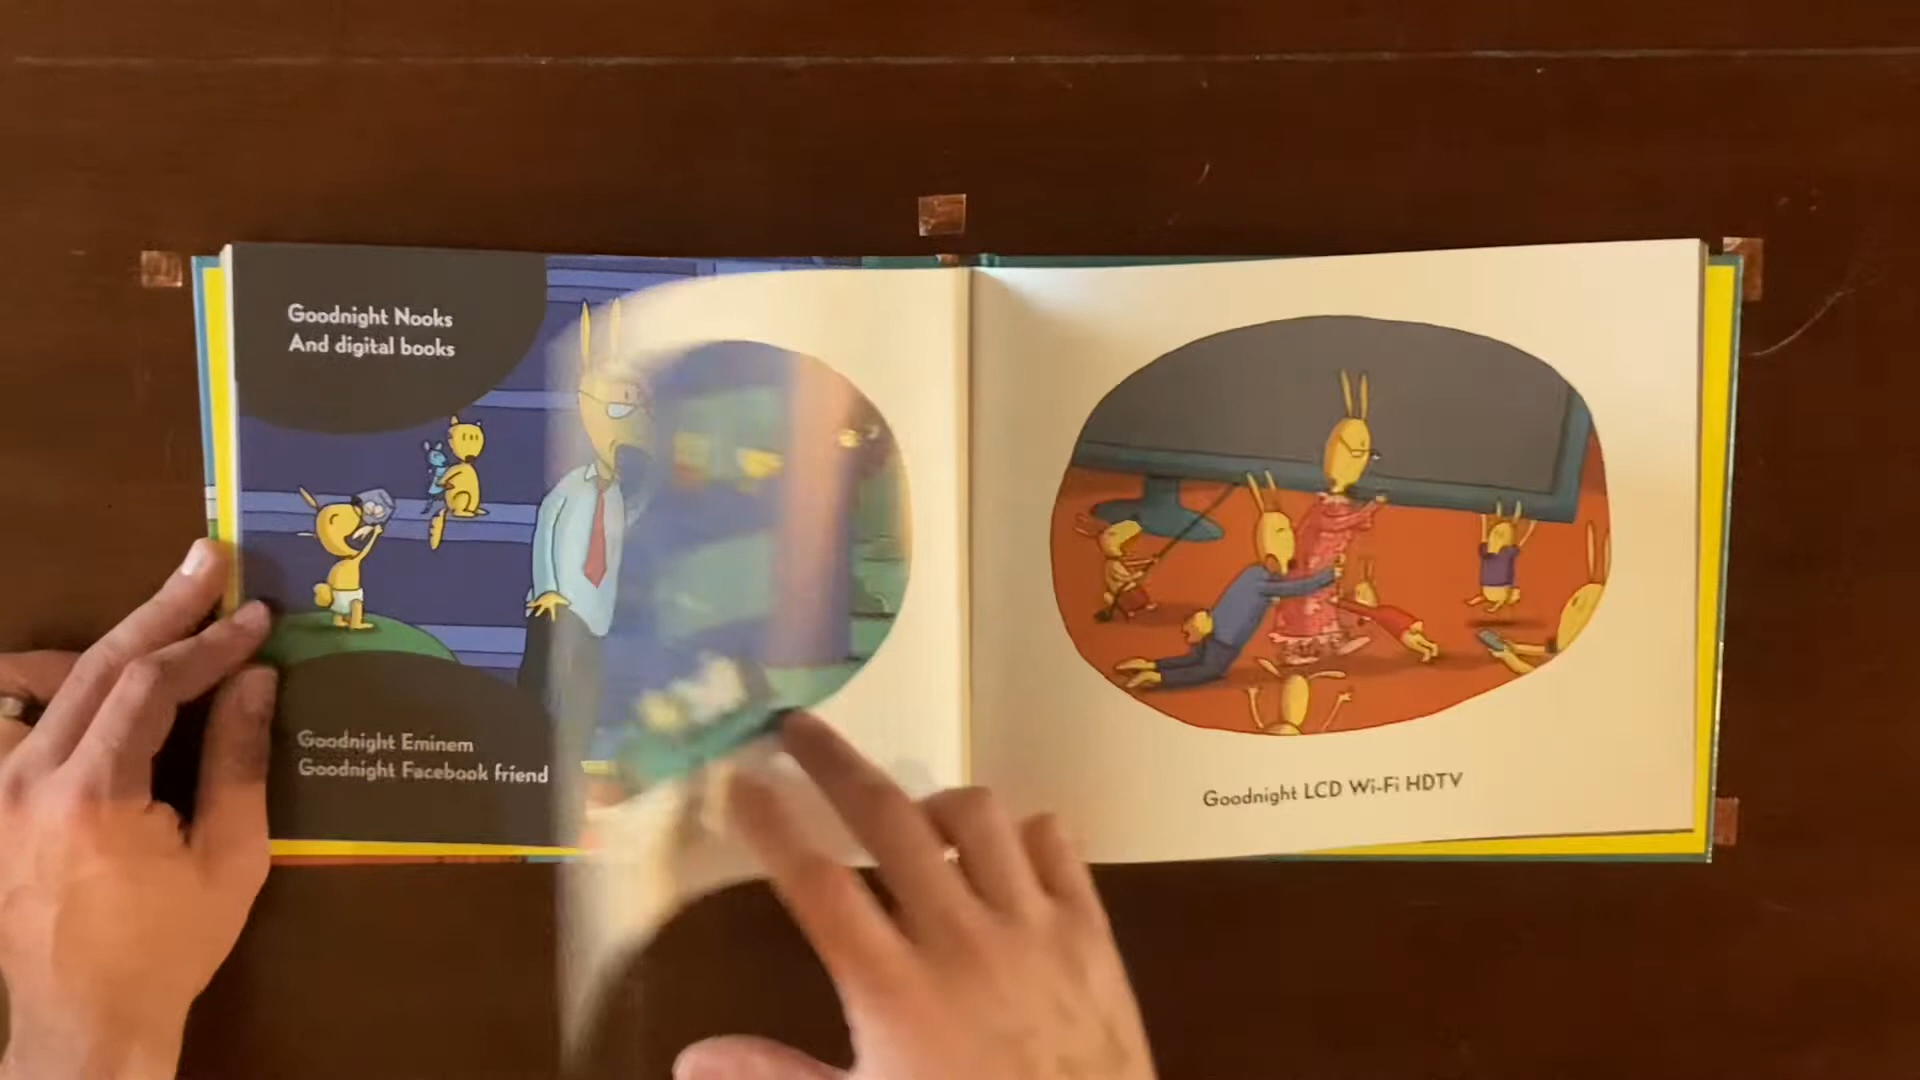 Goodnight Nooks
And digital books
Goodnight Eminem
Goodnight Facebook friend
Goodnight LCD Wi-Fi HDTV